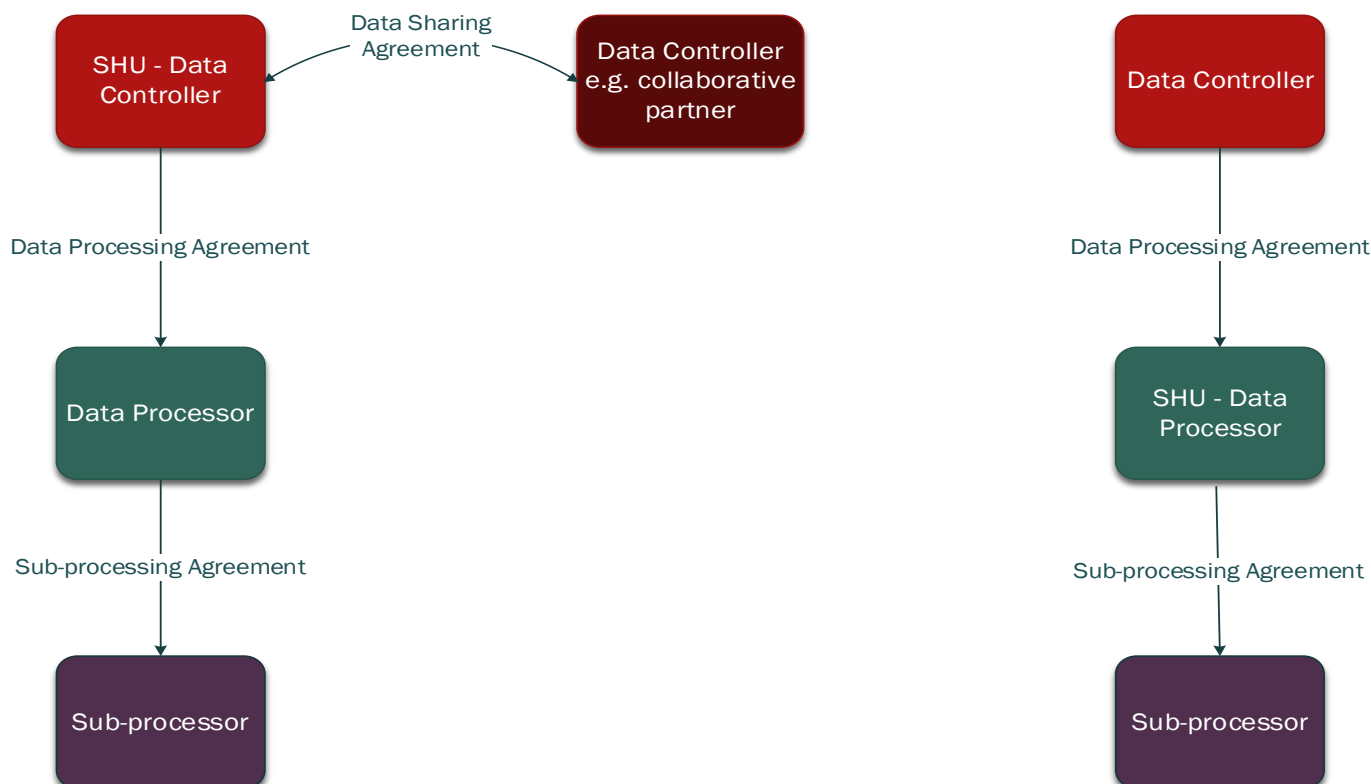 Data Sharing
Agreement
SHU - Data
Controller
Data Controller
e.g. collaborative
partner
Data Processing Agreement
Data Processor
Sub-processing Agreement
Sub-processor
Data Controller
Data Processing Agreement
SHU - Data
Processor
Sub-processing Agreement
Sub-processor